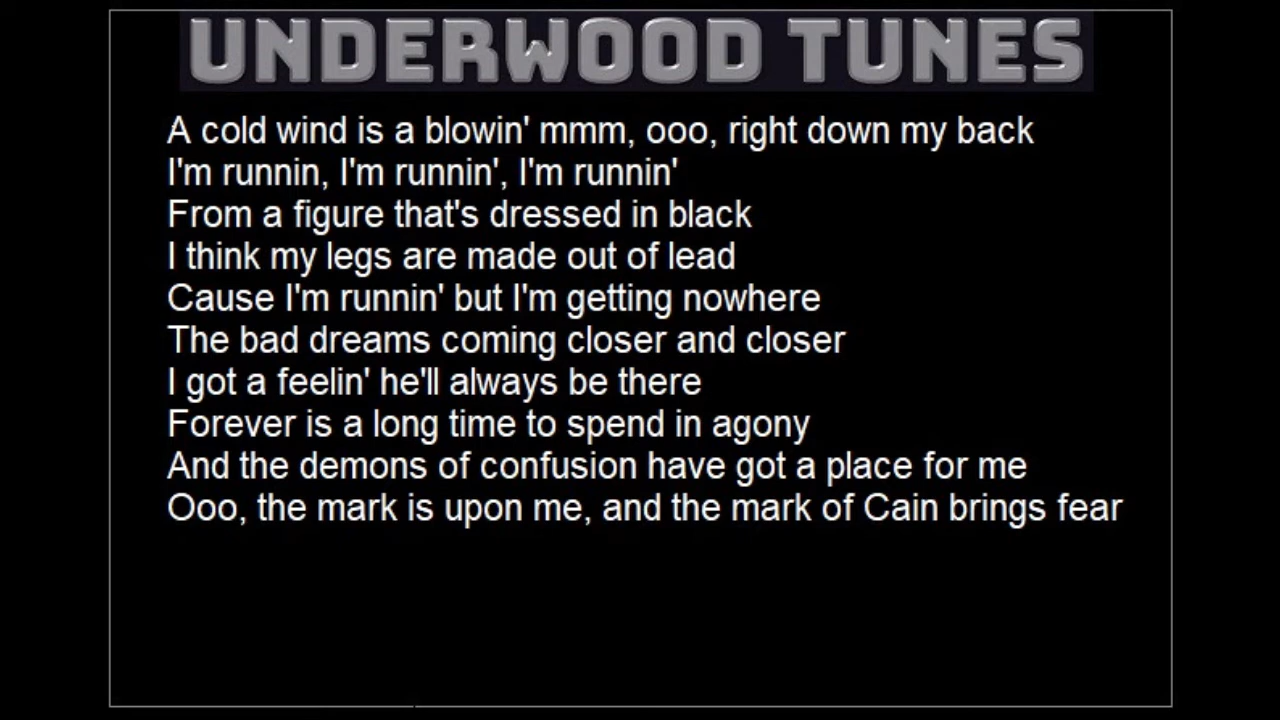 UNDERWOOD TUNES
A cold wind is a blowin' mmm, ooo, right down my back
I'm runnin, I'm runnin', I'm runnin'
From a figure that's dressed in black
I think my legs are made out of lead
Cause I'm runnin' but I'm getting nowhere
The bad dreams coming closer and closer
I got a feelin' he'll always be there
Forever is a long time to spend in agony
And the demons of confusion have got a place for me
Ooo, the mark is upon me, and the mark of Cain brings fear